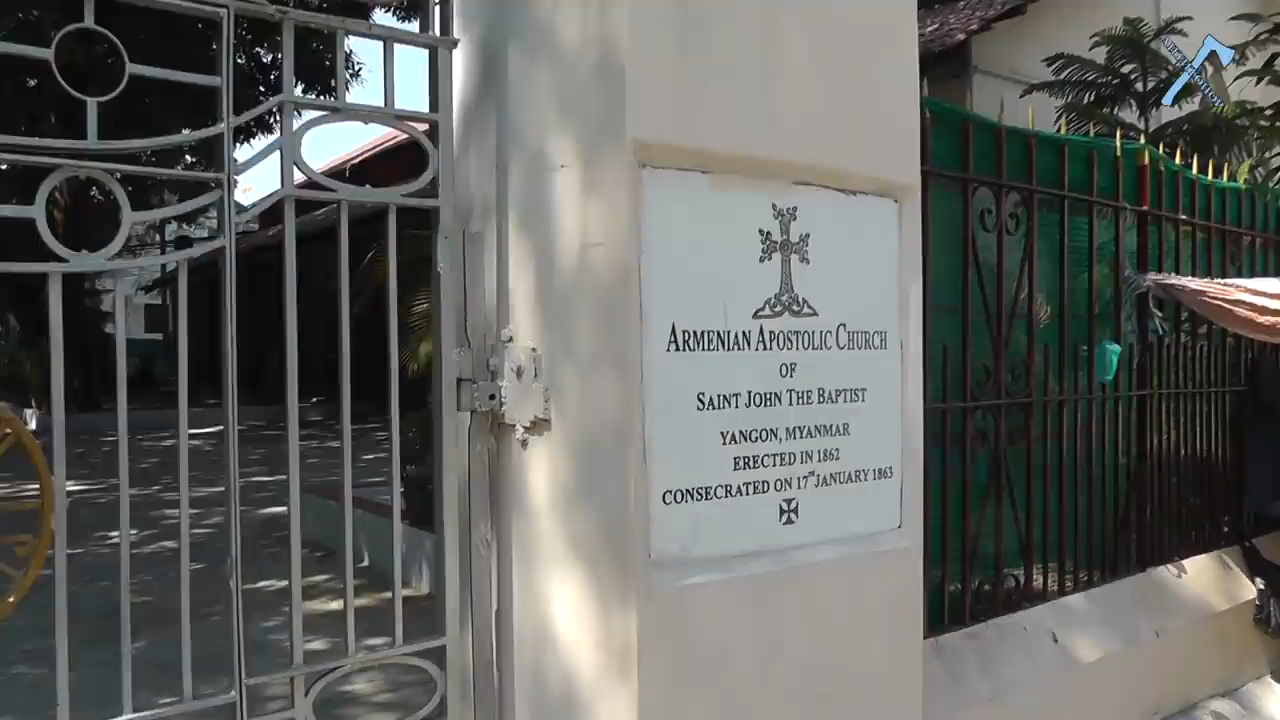 ARMENIAN APOSTOLIC CHURCH
OF
SAINT JOHN THE BAPTIST
YANGON, MYANMAR
ERECTED IN 1862
CONSECRATED ON 17TH JANUARY 1863